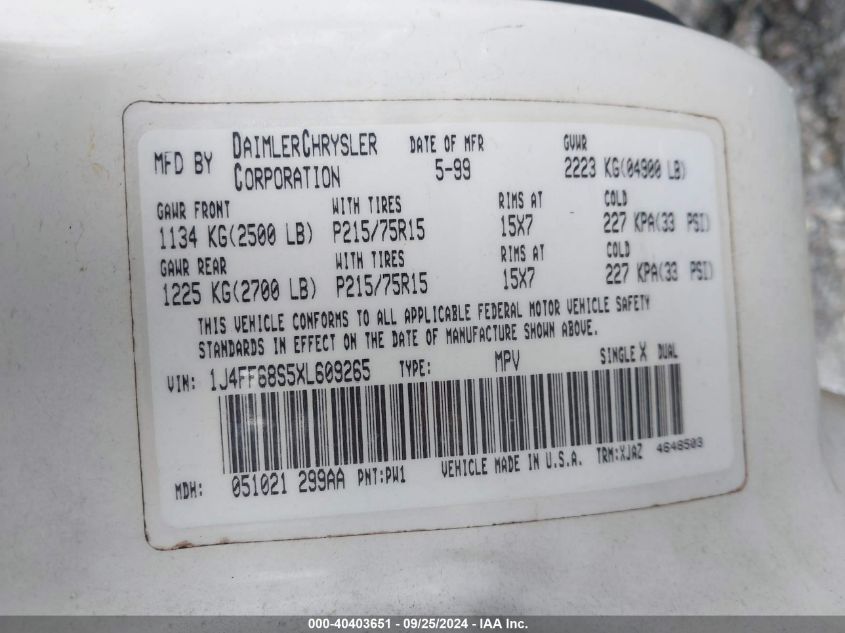 MFD BY DAIMLERCHRYSLER CORPORATION DATE OF MFR 5-99 GVWR 2223 KG(04900 LB)
GAWR FRONT WITH TIRES RIMS AT COLD
1134 KG(2500 LB) P215/75R15 15X7 227 KPA(33 PSI)
GAWR REAR WITH TIRES RIMS AT COLD
1225 KG(2700 LB) P215/75R15 15X7 227 KPA(33 PSI)
THIS VEHICLE CONFORMS TO ALL APPLICABLE FEDERAL MOTOR VEHICLE SAFETY
STANDARDS IN EFFECT ON THE DATE OF MANUFACTURE SHOWN ABOVE.
VIN: 1J4FF68S5XL609265 TYPE: MPV SINGLE X DUAL
MDH: 051021 299AA PNT:PW1 VEHICLE MADE IN U.S.A. TRM:XJAZ 4648503
000-40403651 - 09/25/2024 - IAA Inc.